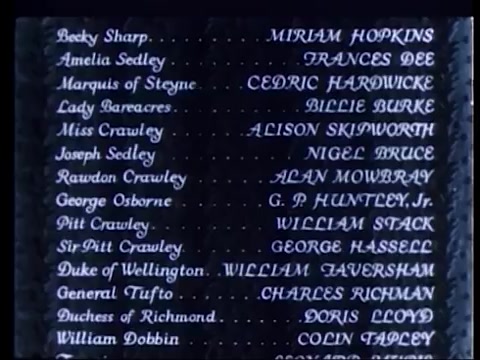 Becky Sharp. . . . . . . . . . MIRIAM HOPKINS
Amelia Sedley . . . . . . . . . . FRANCES DEE
Marquis of Steyne . . . . CEDRIC HARDWICKE
Lady Bareacres. . . . . . . . . . BILLIE BURKE
Miss Crawley . . . . . . ALISON SKIPWORTH
Joseph Sedley . . . . . . . . . . NIGEL BRUCE
Rawdon Crawley . . . . . . . ALAN MOWBRAY
George Osborne . . . . . . . G. P. HUNTLEY, Jr.
Pitt Crawley. . . . . . . . . WILLIAM STACK
Sir Pitt Crawley. . . . . . . GEORGE HASSELL
Duke of Wellington. . WILLIAM FAVERSHAM
General Tufto . . . . . . . CHARLES RICHMAN
Duchess of Richmond . . . . . . . DORIS LLOYD
William Dobbin . . . . . . . . COLIN TAPLEY